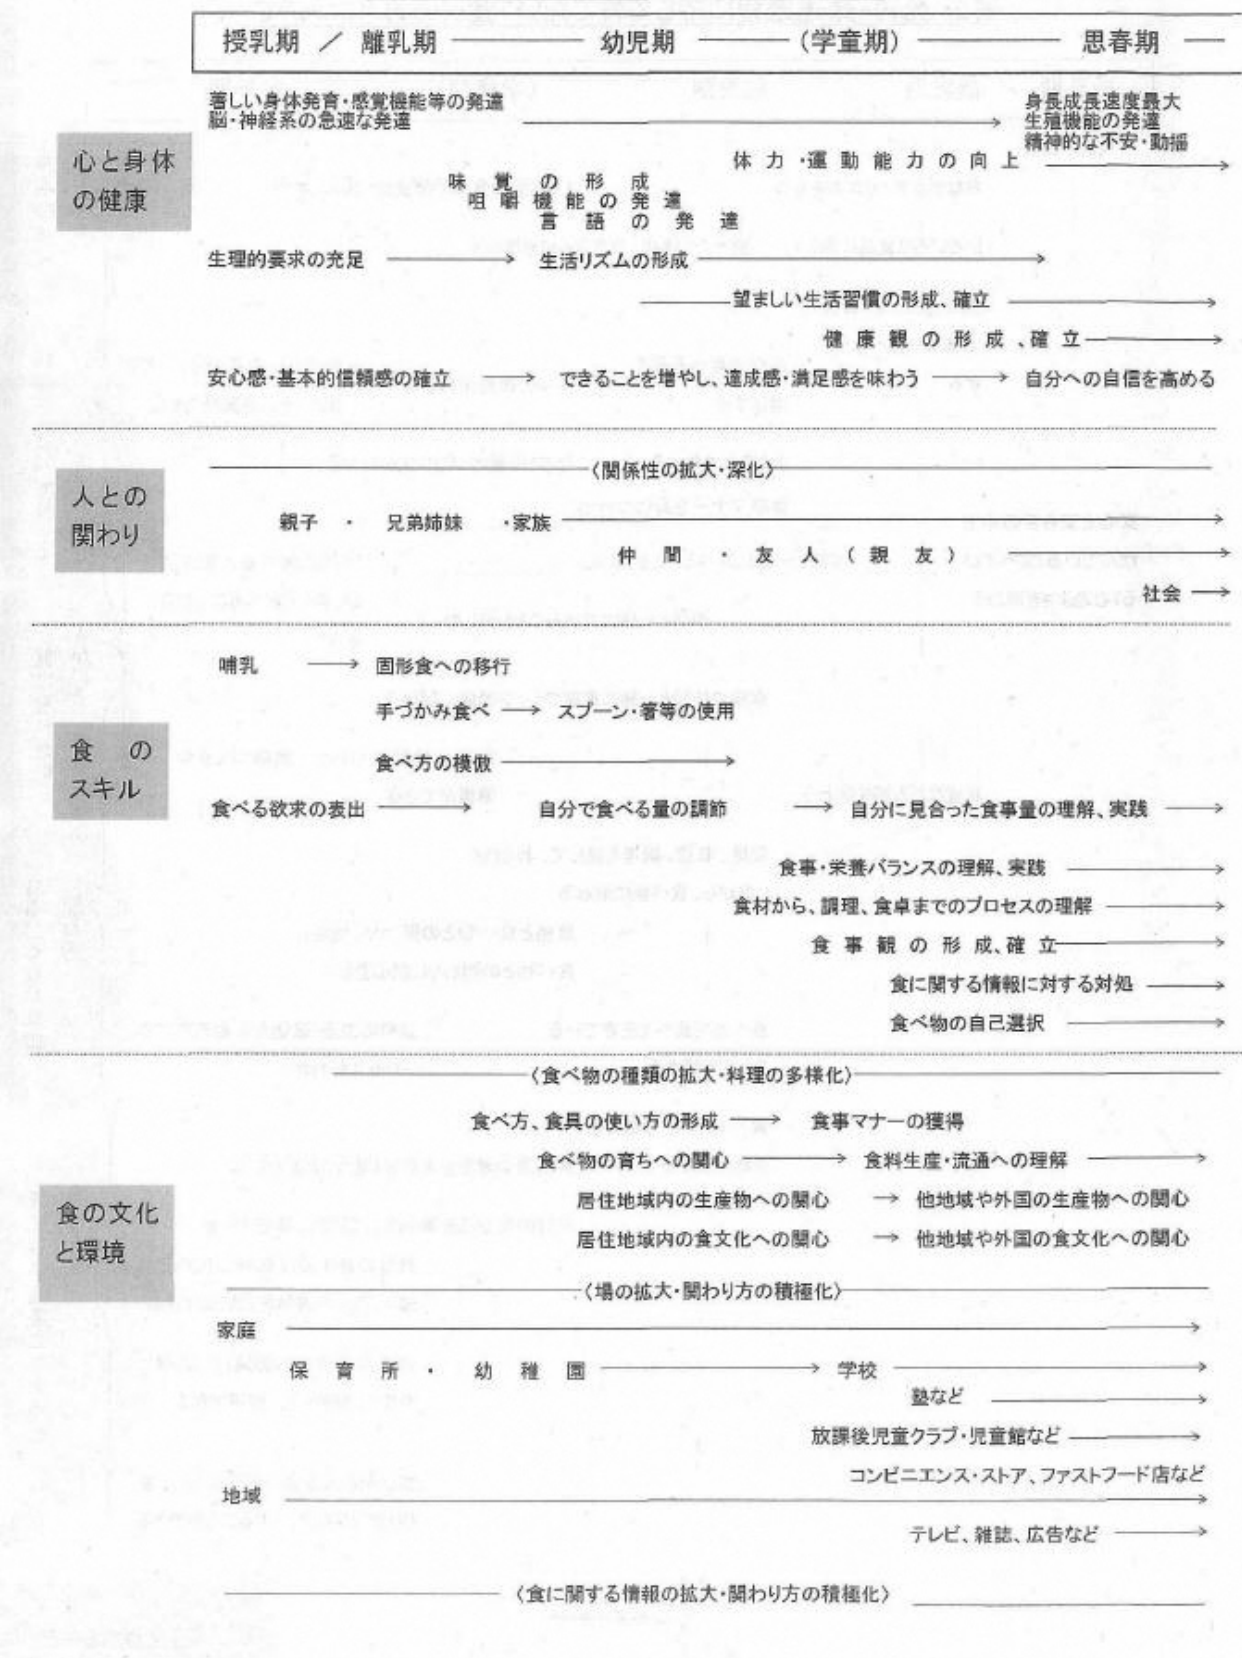 授乳期 / 離乳期 ——— 幼児期 ——— (学童期) ——— 思春期 —
著しい身体発育・感覚機能等の発達
脳・神経系の急速な発達
身長成長速度最大
生殖機能の発達
精神的な不安・動揺
心と身体
の健康
体力・運動能力の向上
味覚の形成
咀嚼機能の発達
言語の発達
生理的要求の充足 → 生活リズムの形成 →
望ましい生活習慣の形成、確立 →
健康観の形成、確立 →
安心感・基本的信頼感の確立 → できることを増やし、達成感・満足感を味わう → 自分への自信を高める
人との
関わり
〈関係性の拡大・深化〉
親子 ・ 兄弟姉妹 ・家族 →
仲間・友人(親友) →
社会 →
食の
スキル
哺乳 → 固形食への移行
手づかみ食べ → スプーン・箸等の使用
食べ方の模倣 →
食べる欲求の表出 → 自分で食べる量の調節 → 自分に見合った食事量の理解、実践 →
食事・栄養バランスの理解、実践 →
食材から、調理、食卓までのプロセスの理解 →
食事観の形成、確立 →
食に関する情報に対する対処 →
食べ物の自己選択 →
食の文化
と環境
〈食べ物の種類の拡大・料理の多様化〉
食べ方、食具の使い方の形成 → 食事マナーの獲得
食べ物の育ちへの関心 → 食料生産・流通への理解 →
居住地域内の生産物への関心 → 他地域や外国の生産物への関心
居住地域内の食文化への関心 → 他地域や外国の食文化への関心
〈場の拡大・関わり方の積極化〉
家庭 →
保育所・幼稚園 → 学校 →
塾など →
放課後児童クラブ・児童館など →
コンビニエンス・ストア、ファストフード店など
地域 →
テレビ、雑誌、広告など →
〈食に関する情報の拡大・関わり方の積極化〉